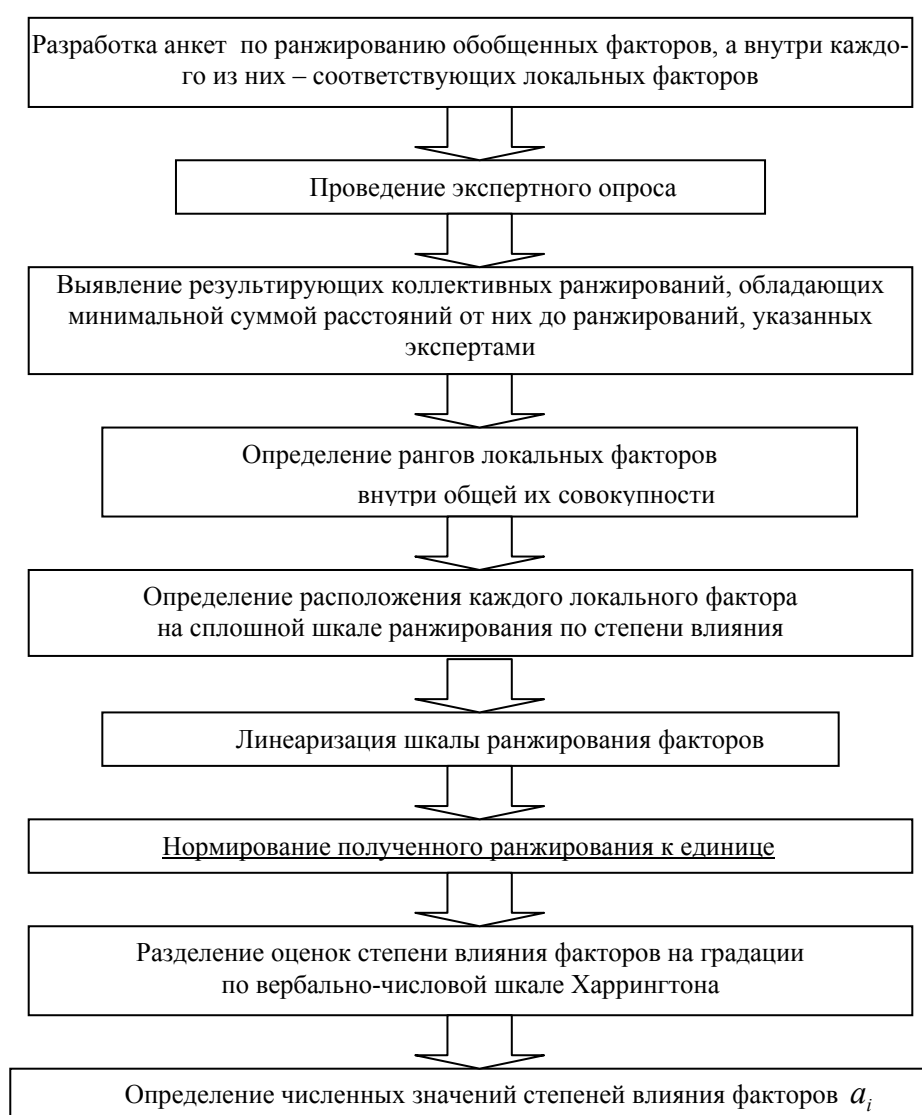 Разработка анкет по ранжированию обобщенных факторов, а внутри каждо-
го из них – соответствующих локальных факторов
Проведение экспертного опроса
Выявление результирующих коллективных ранжирований, обладающих
минимальной суммой расстояний от них до ранжирований, указанных
экспертами
Определение рангов локальных факторов
внутри общей их совокупности
Определение расположения каждого локального фактора
на сплошной шкале ранжирования по степени влияния
Линеаризация шкалы ранжирования факторов
Нормирование полученного ранжирования к единице
Разделение оценок степени влияния факторов на градации
по вербально-числовой шкале Харрингтона
Определение численных значений степеней влияния факторов a_i